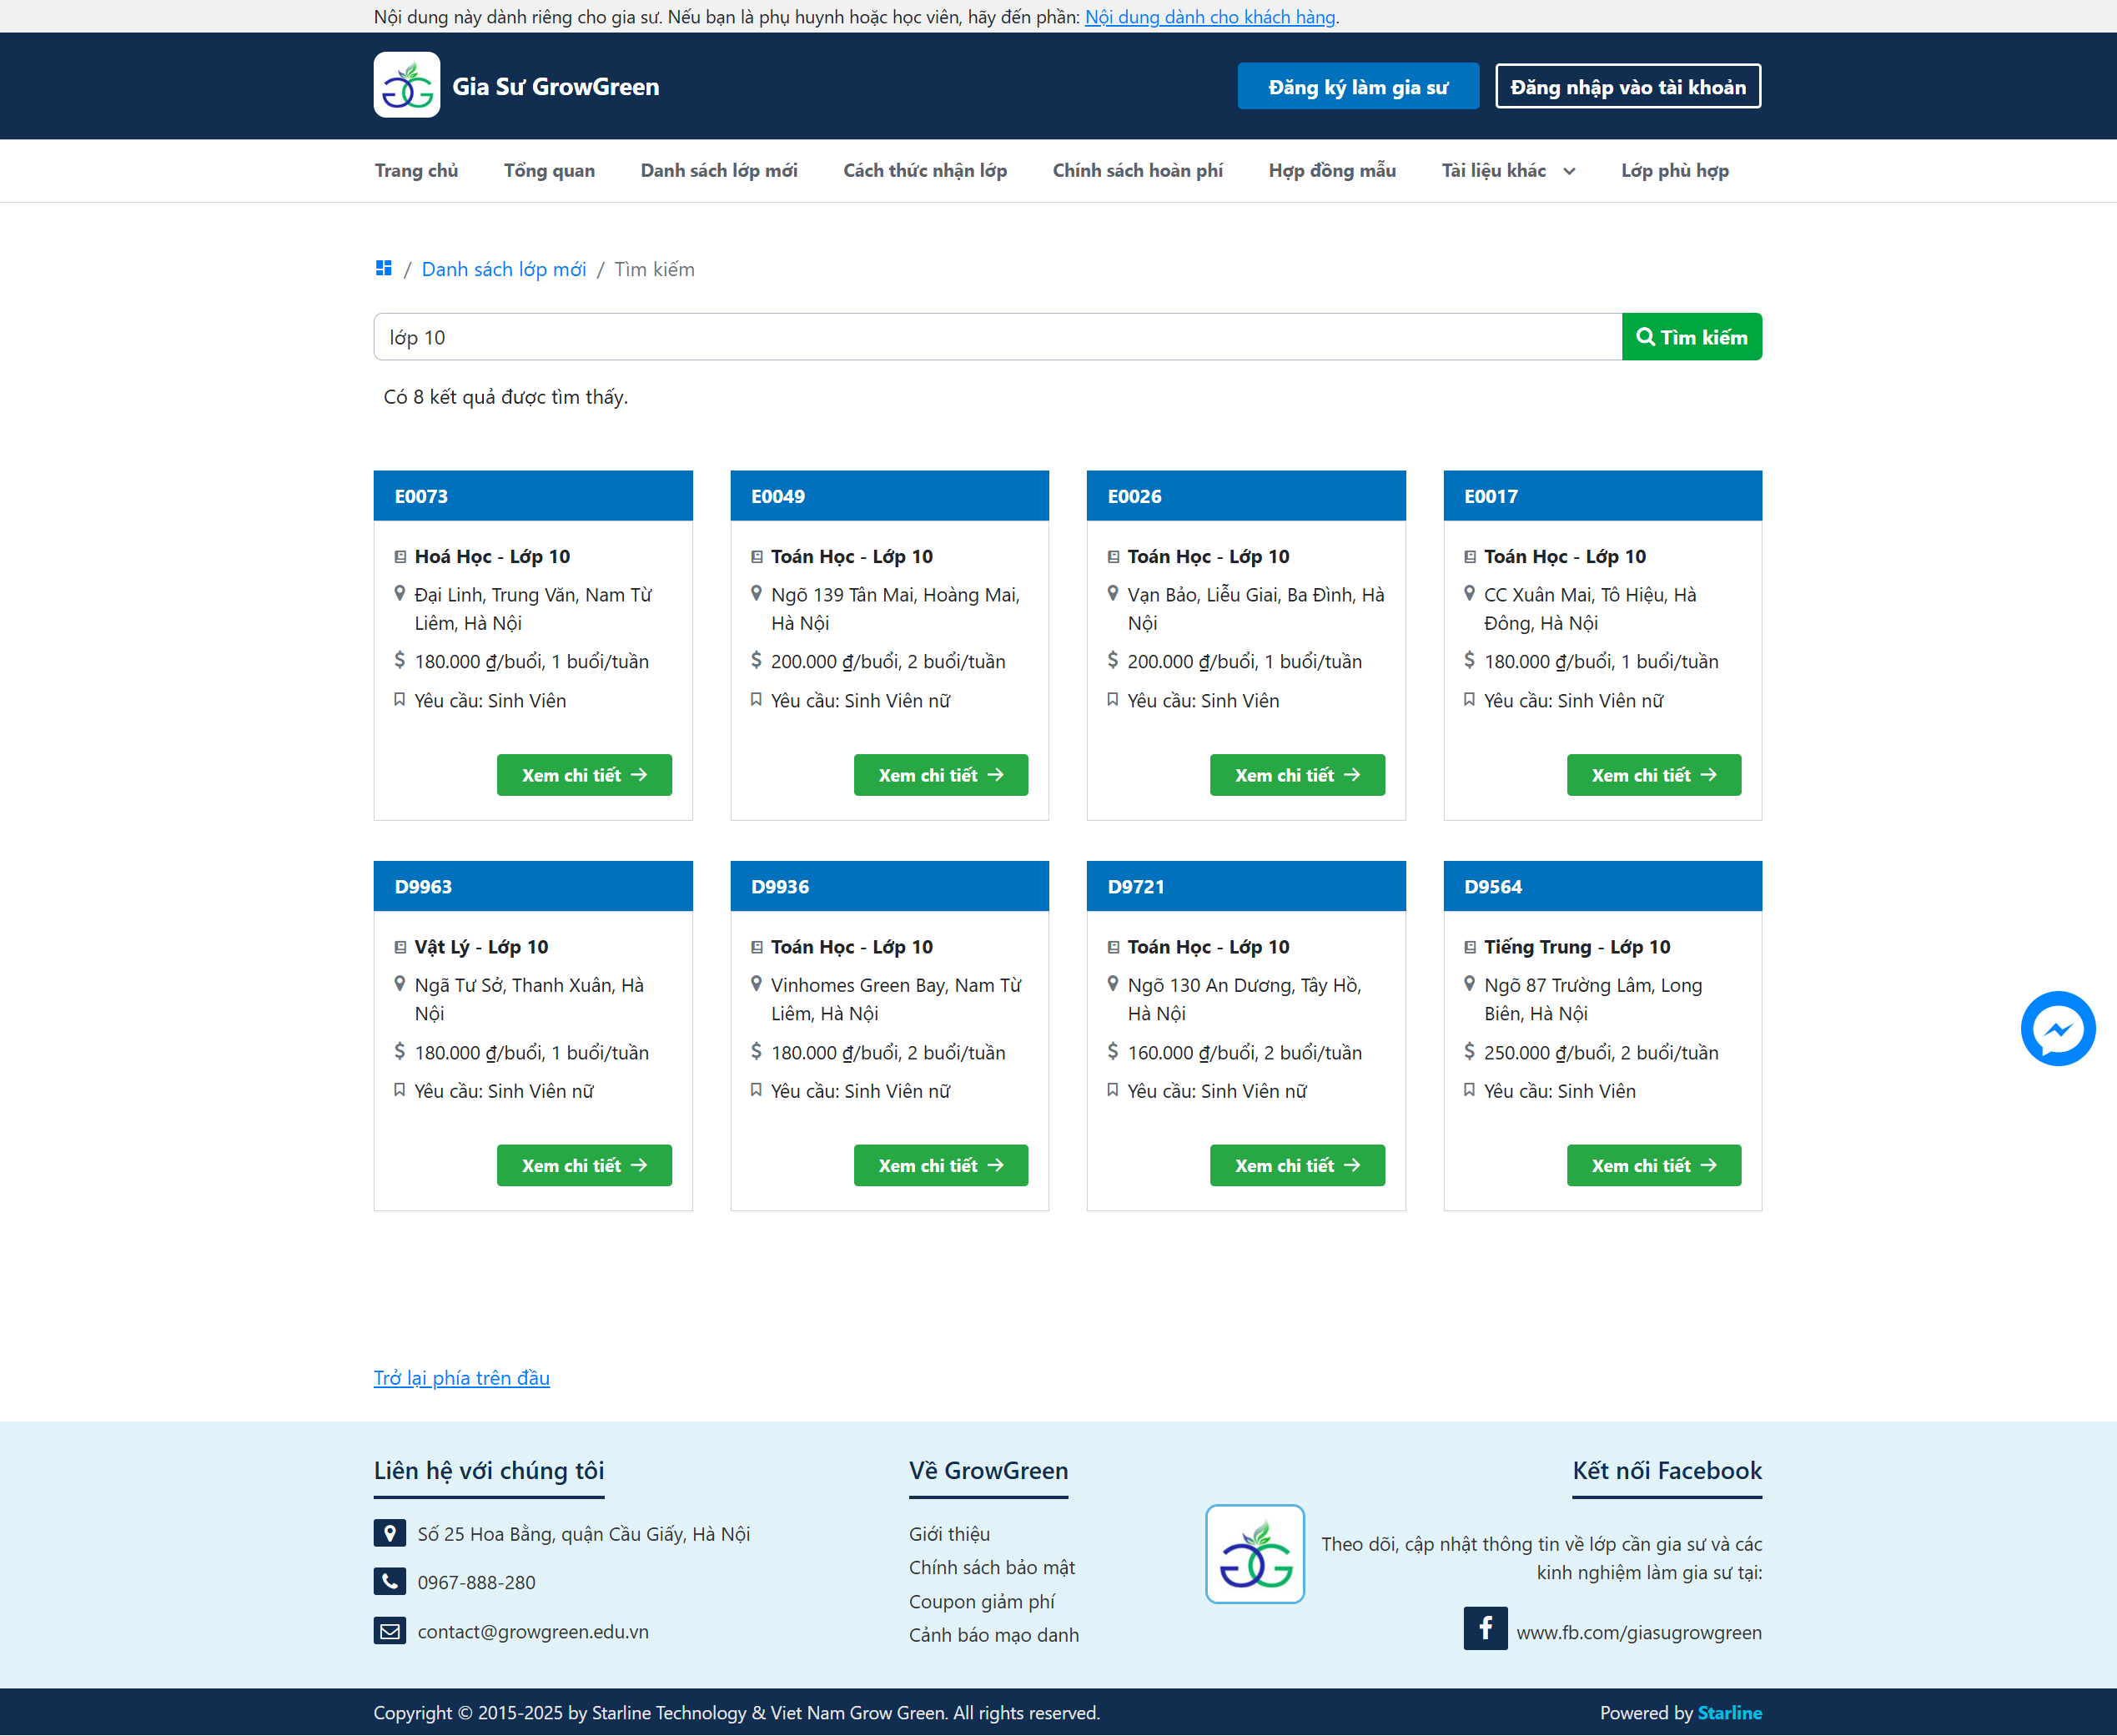 Nội dung này dành riêng cho gia sư. Nếu bạn là phụ huynh hoặc học viên, hãy đến phần: Nội dung dành cho khách hàng.
Gia Sư GrowGreen
Đăng ký làm gia sư
Đăng nhập vào tài khoản
Trang chủ
Tổng quan
Danh sách lớp mới
Cách thức nhận lớp
Chính sách hoàn phí
Hợp đồng mẫu
Tài liệu khác
Lớp phù hợp
/ Danh sách lớp mới / Tìm kiếm
lớp 10
Tìm kiếm
Có 8 kết quả được tìm thấy.
E0073
Hoá Học - Lớp 10
Đại Linh, Trung Văn, Nam Từ
Liêm, Hà Nội
180.000 ₫/buổi, 1 buổi/tuần
Yêu cầu: Sinh Viên
Xem chi tiết
E0049
Toán Học - Lớp 10
Ngõ 139 Tân Mai, Hoàng Mai,
Hà Nội
200.000 ₫/buổi, 2 buổi/tuần
Yêu cầu: Sinh Viên nữ
Xem chi tiết
E0026
Toán Học - Lớp 10
Vạn Bảo, Liễu Giai, Ba Đình, Hà
Nội
200.000 ₫/buổi, 1 buổi/tuần
Yêu cầu: Sinh Viên
Xem chi tiết
E0017
Toán Học - Lớp 10
CC Xuân Mai, Tô Hiệu, Hà
Đông, Hà Nội
180.000 ₫/buổi, 1 buổi/tuần
Yêu cầu: Sinh Viên nữ
Xem chi tiết
D9963
Vật Lý - Lớp 10
Ngã Tư Sở, Thanh Xuân, Hà
Nội
180.000 ₫/buổi, 1 buổi/tuần
Yêu cầu: Sinh Viên nữ
Xem chi tiết
D9936
Toán Học - Lớp 10
Vinhomes Green Bay, Nam Từ
Liêm, Hà Nội
180.000 ₫/buổi, 2 buổi/tuần
Yêu cầu: Sinh Viên nữ
Xem chi tiết
D9721
Toán Học - Lớp 10
Ngõ 130 An Dương, Tây Hồ,
Hà Nội
160.000 ₫/buổi, 2 buổi/tuần
Yêu cầu: Sinh Viên nữ
Xem chi tiết
D9564
Tiếng Trung - Lớp 10
Ngõ 87 Trường Lâm, Long
Biên, Hà Nội
250.000 ₫/buổi, 2 buổi/tuần
Yêu cầu: Sinh Viên
Xem chi tiết
Trở lại phía trên đầu
Liên hệ với chúng tôi
Số 25 Hoa Bằng, quận Cầu Giấy, Hà Nội
0967-888-280
contact@growgreen.edu.vn
Về GrowGreen
Giới thiệu
Chính sách bảo mật
Coupon giảm phí
Cảnh báo mạo danh
Kết nối Facebook
Theo dõi, cập nhật thông tin về lớp cần gia sư và các
kinh nghiệm làm gia sư tại:
www.fb.com/giasugrowgreen
Copyright © 2015-2025 by Starline Technology & Viet Nam Grow Green. All rights reserved.
Powered by Starline